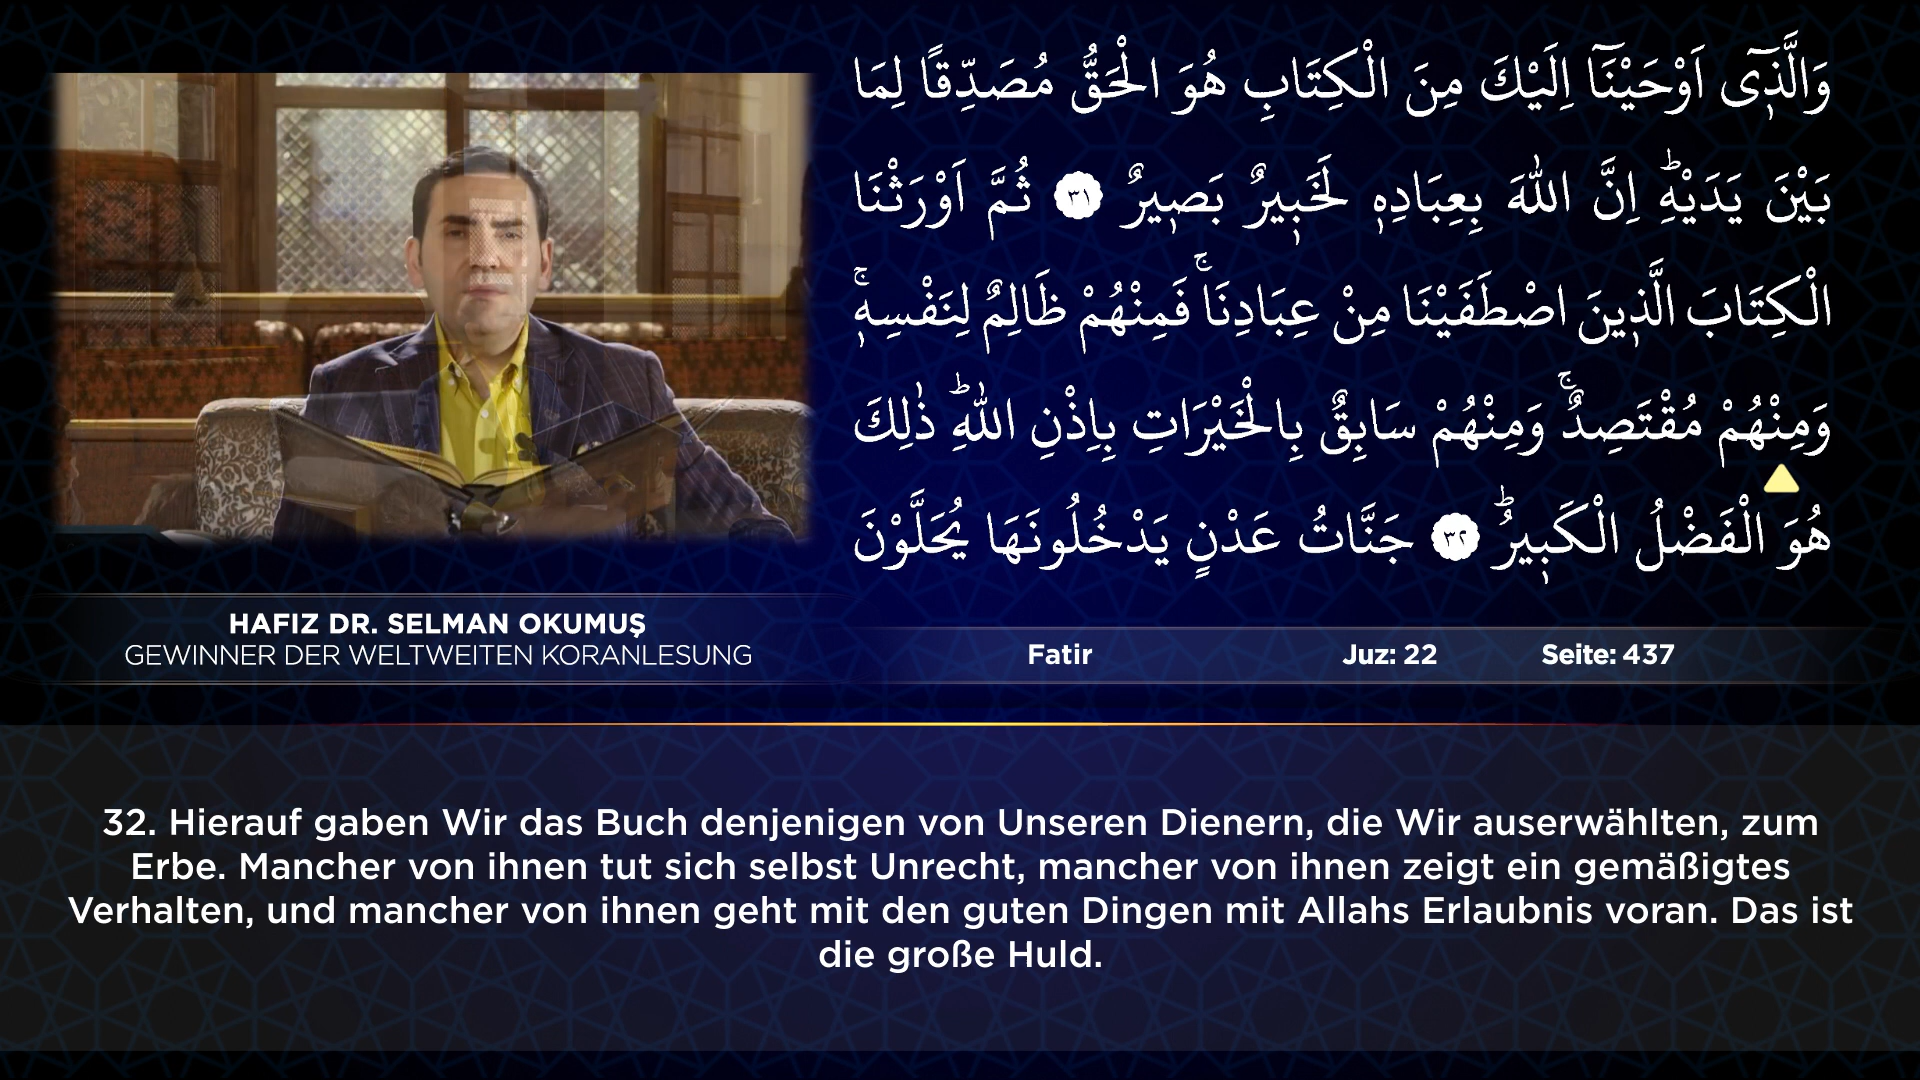 وَالَّذ۪ٓى اَوْحَيْنَٓا اِلَيْكَ مِنَ الْكِتَابِ هُوَ الْحَقُّ مُصَدِّقًا لِمَا
بَيْنَ يَدَيْهِۜ اِنَّ اللّٰهَ بِعِبَادِه۪ لَخَب۪يرٌ بَص۪يرٌ ٣١ ثُمَّ اَوْرَثْنَا
الْكِتَابَ الَّذ۪ينَ اصْطَفَيْنَا مِنْ عِبَادِنَاۚ فَمِنْهُمْ ظَالِمٌ لِنَفْسِه۪ۚ
وَمِنْهُمْ مُقْتَصِدٌۚ وَمِنْهُمْ سَابِقٌ بِالْخَيْرَاتِ بِاِذْنِ اللّٰهِۜ ذٰلِكَ
هُوَ الْفَضْلُ الْكَب۪يرُۜ ٣٢ جَنَّاتُ عَدْنٍ يَدْخُلُونَهَا يُحَلَّوْنَ
HAFIZ DR. SELMAN OKUMUŞ
GEWINNER DER WELTWEITEN KORANLESUNG
Fatir Juz: 22 Seite: 437
32. Hierauf gaben Wir das Buch denjenigen von Unseren Dienern, die Wir auserwählten, zum
Erbe. Mancher von ihnen tut sich selbst Unrecht, mancher von ihnen zeigt ein gemäßigtes
Verhalten, und mancher von ihnen geht mit den guten Dingen mit Allahs Erlaubnis voran. Das ist
die große Huld.